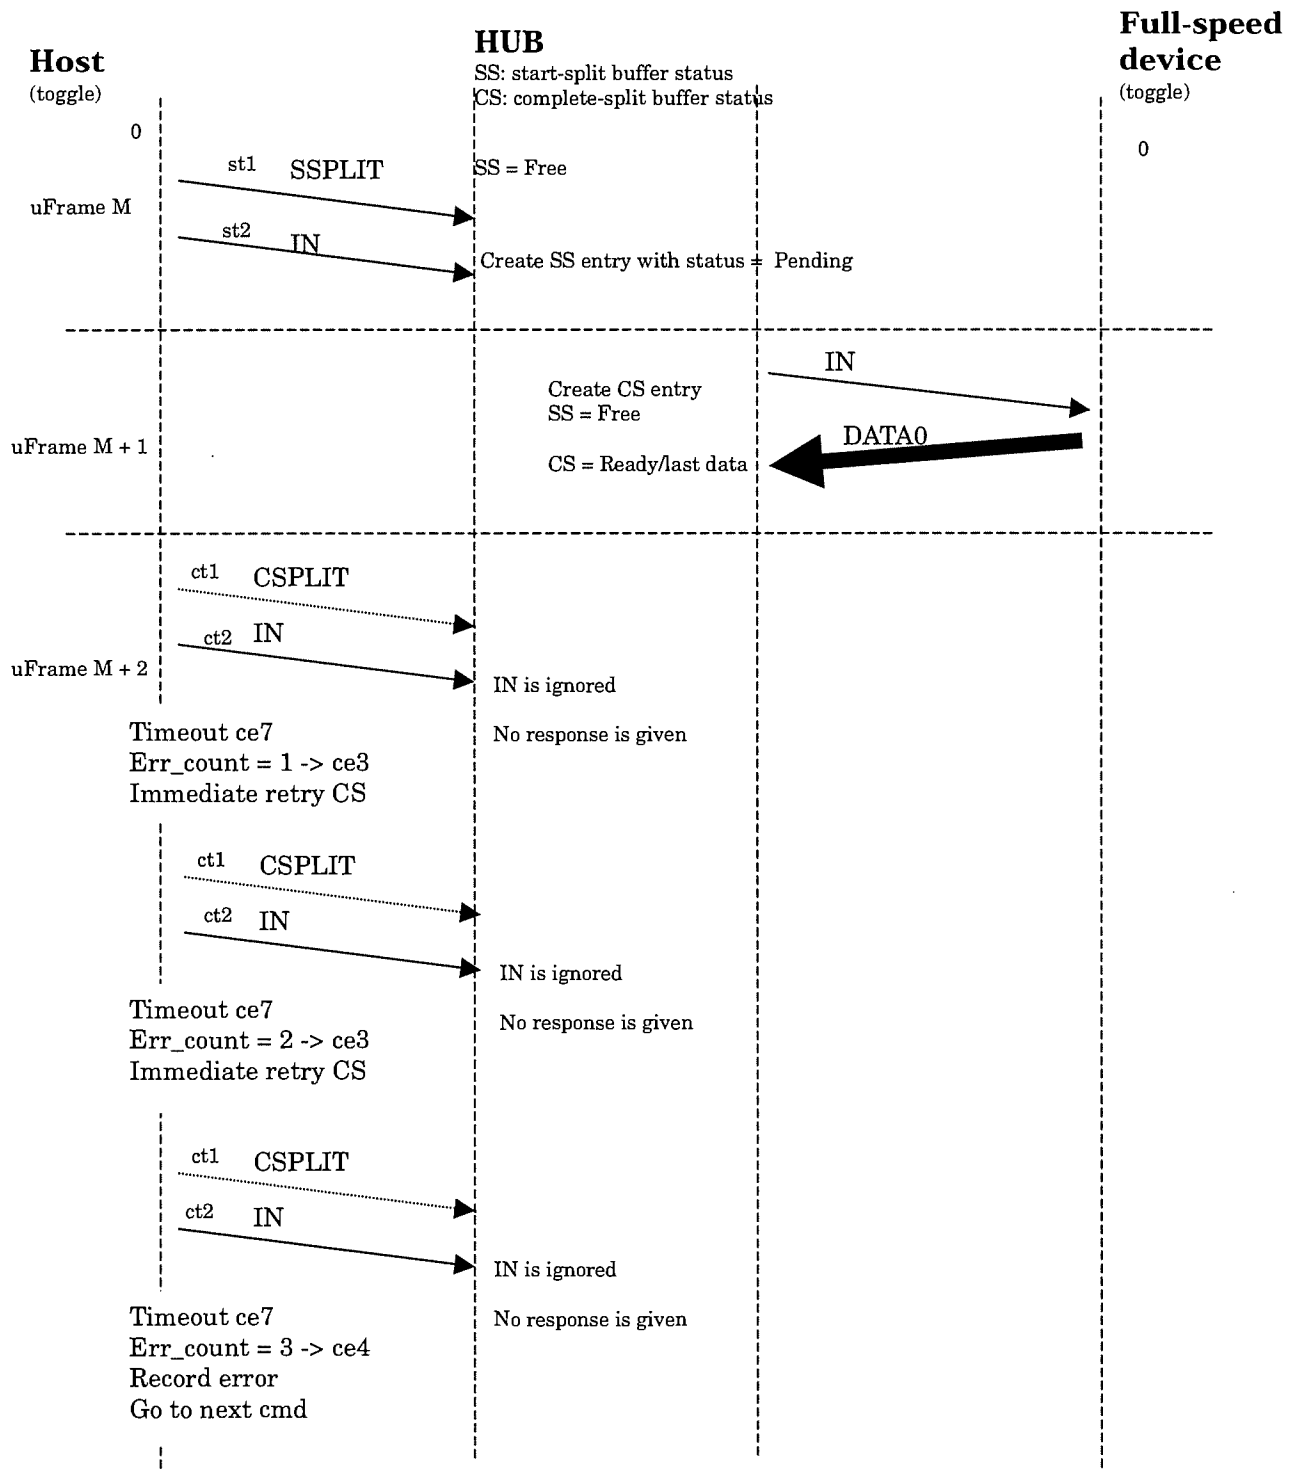 Host
(toggle)
HUB
SS: start-split buffer status
CS: complete-split buffer status
Full-speed
device
(toggle)
0
0
st1 SSPLIT
SS = Free
uFrame M
st2 IN
Create SS entry with status = Pending
IN
Create CS entry
SS = Free
uFrame M + 1
DATA0
CS = Ready/last data
ct1 CSPLIT
ct2 IN
uFrame M + 2
IN is ignored
Timeout ce7
No response is given
Err_count = 1 -> ce3
Immediate retry CS
ct1 CSPLIT
ct2 IN
IN is ignored
Timeout ce7
No response is given
Err_count = 2 -> ce3
Immediate retry CS
ct1 CSPLIT
ct2 IN
IN is ignored
Timeout ce7
No response is given
Err_count = 3 -> ce4
Record error
Go to next cmd